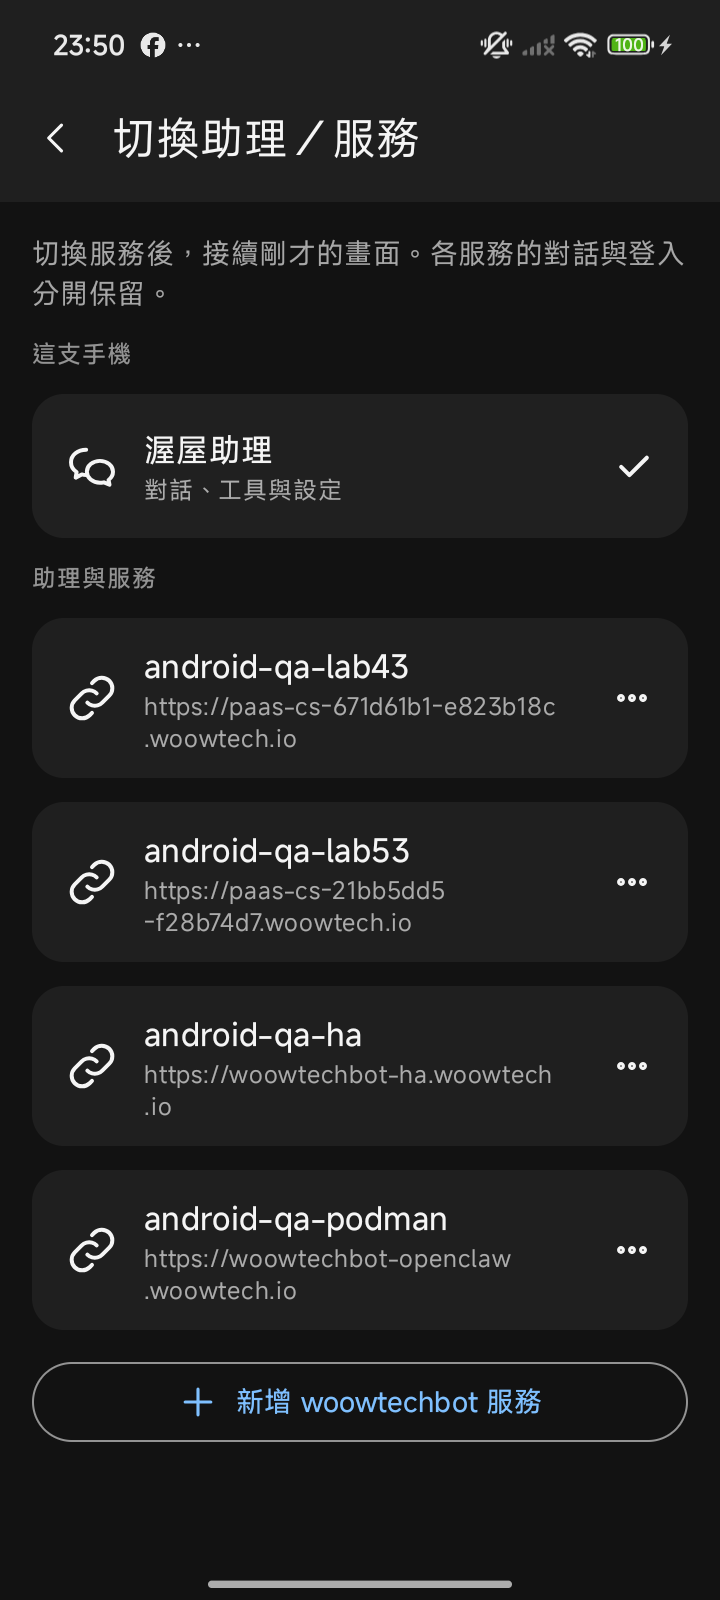 23:50
100
切換助理／服務
切換服務後，接續剛才的畫面。各服務的對話與登入
分開保留。
這支手機
渥屋助理
對話、工具與設定
助理與服務
android-qa-lab43
https://paas-cs-671d61b1-e823b18c
.woowtech.io
android-qa-lab53
https://paas-cs-21bb5dd5
-f28b74d7.woowtech.io
android-qa-ha
https://woowtechbot-ha.woowtech
.io
android-qa-podman
https://woowtechbot-openclaw
.woowtech.io
新增 woowtechbot 服務